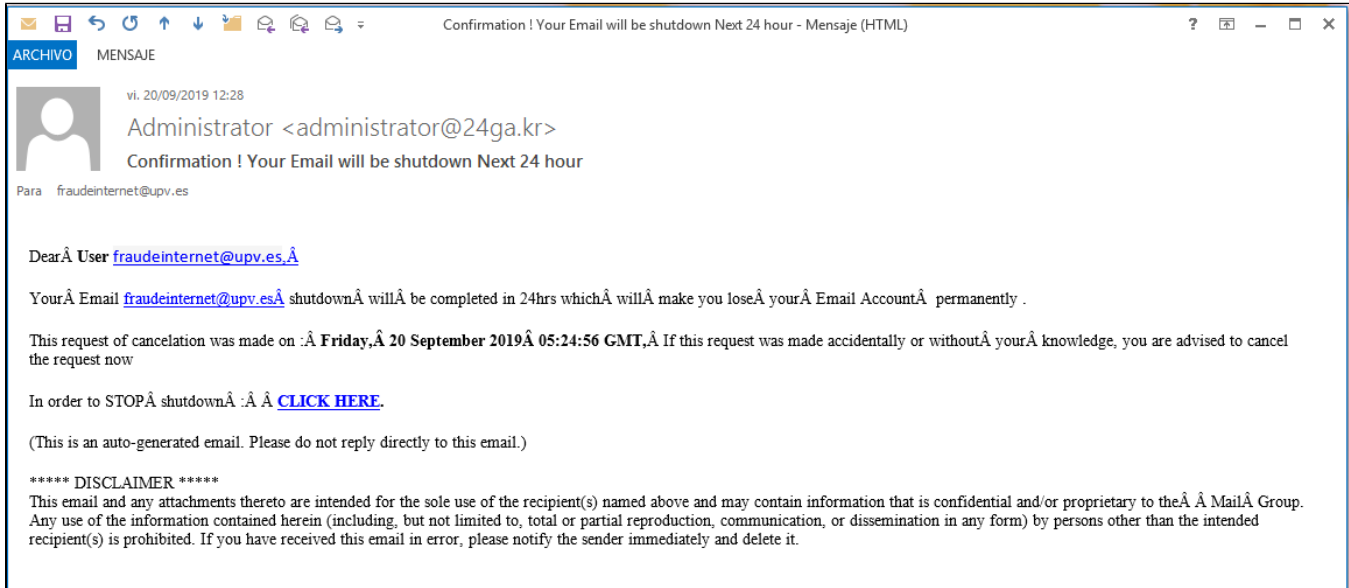 Confirmation ! Your Email will be shutdown Next 24 hour - Mensaje (HTML)
ARCHIVO MENSAJE
vi. 20/09/2019 12:28
Administrator <administrator@24ga.kr>
Confirmation ! Your Email will be shutdown Next 24 hour
Para fraudeinternet@upv.es
DearÂ User fraudeinternet@upv.es,Â
YourÂ Email fraudeinternet@upv.esÂ shutdownÂ willÂ be completed in 24hrs whichÂ willÂ make you loseÂ yourÂ Email AccountÂ permanently .
This request of cancelation was made on :Â Friday,Â 20 September 2019Â 05:24:56 GMT,Â If this request was made accidentally or withoutÂ yourÂ knowledge, you are advised to cancel
the request now
In order to STOPÂ shutdownÂ :Â Â CLICK HERE.
(This is an auto-generated email. Please do not reply directly to this email.)
***** DISCLAIMER *****
This email and any attachments thereto are intended for the sole use of the recipient(s) named above and may contain information that is confidential and/or proprietary to theÂ Â MailÂ Group.
Any use of the information contained herein (including, but not limited to, total or partial reproduction, communication, or dissemination in any form) by persons other than the intended
recipient(s) is prohibited. If you have received this email in error, please notify the sender immediately and delete it.